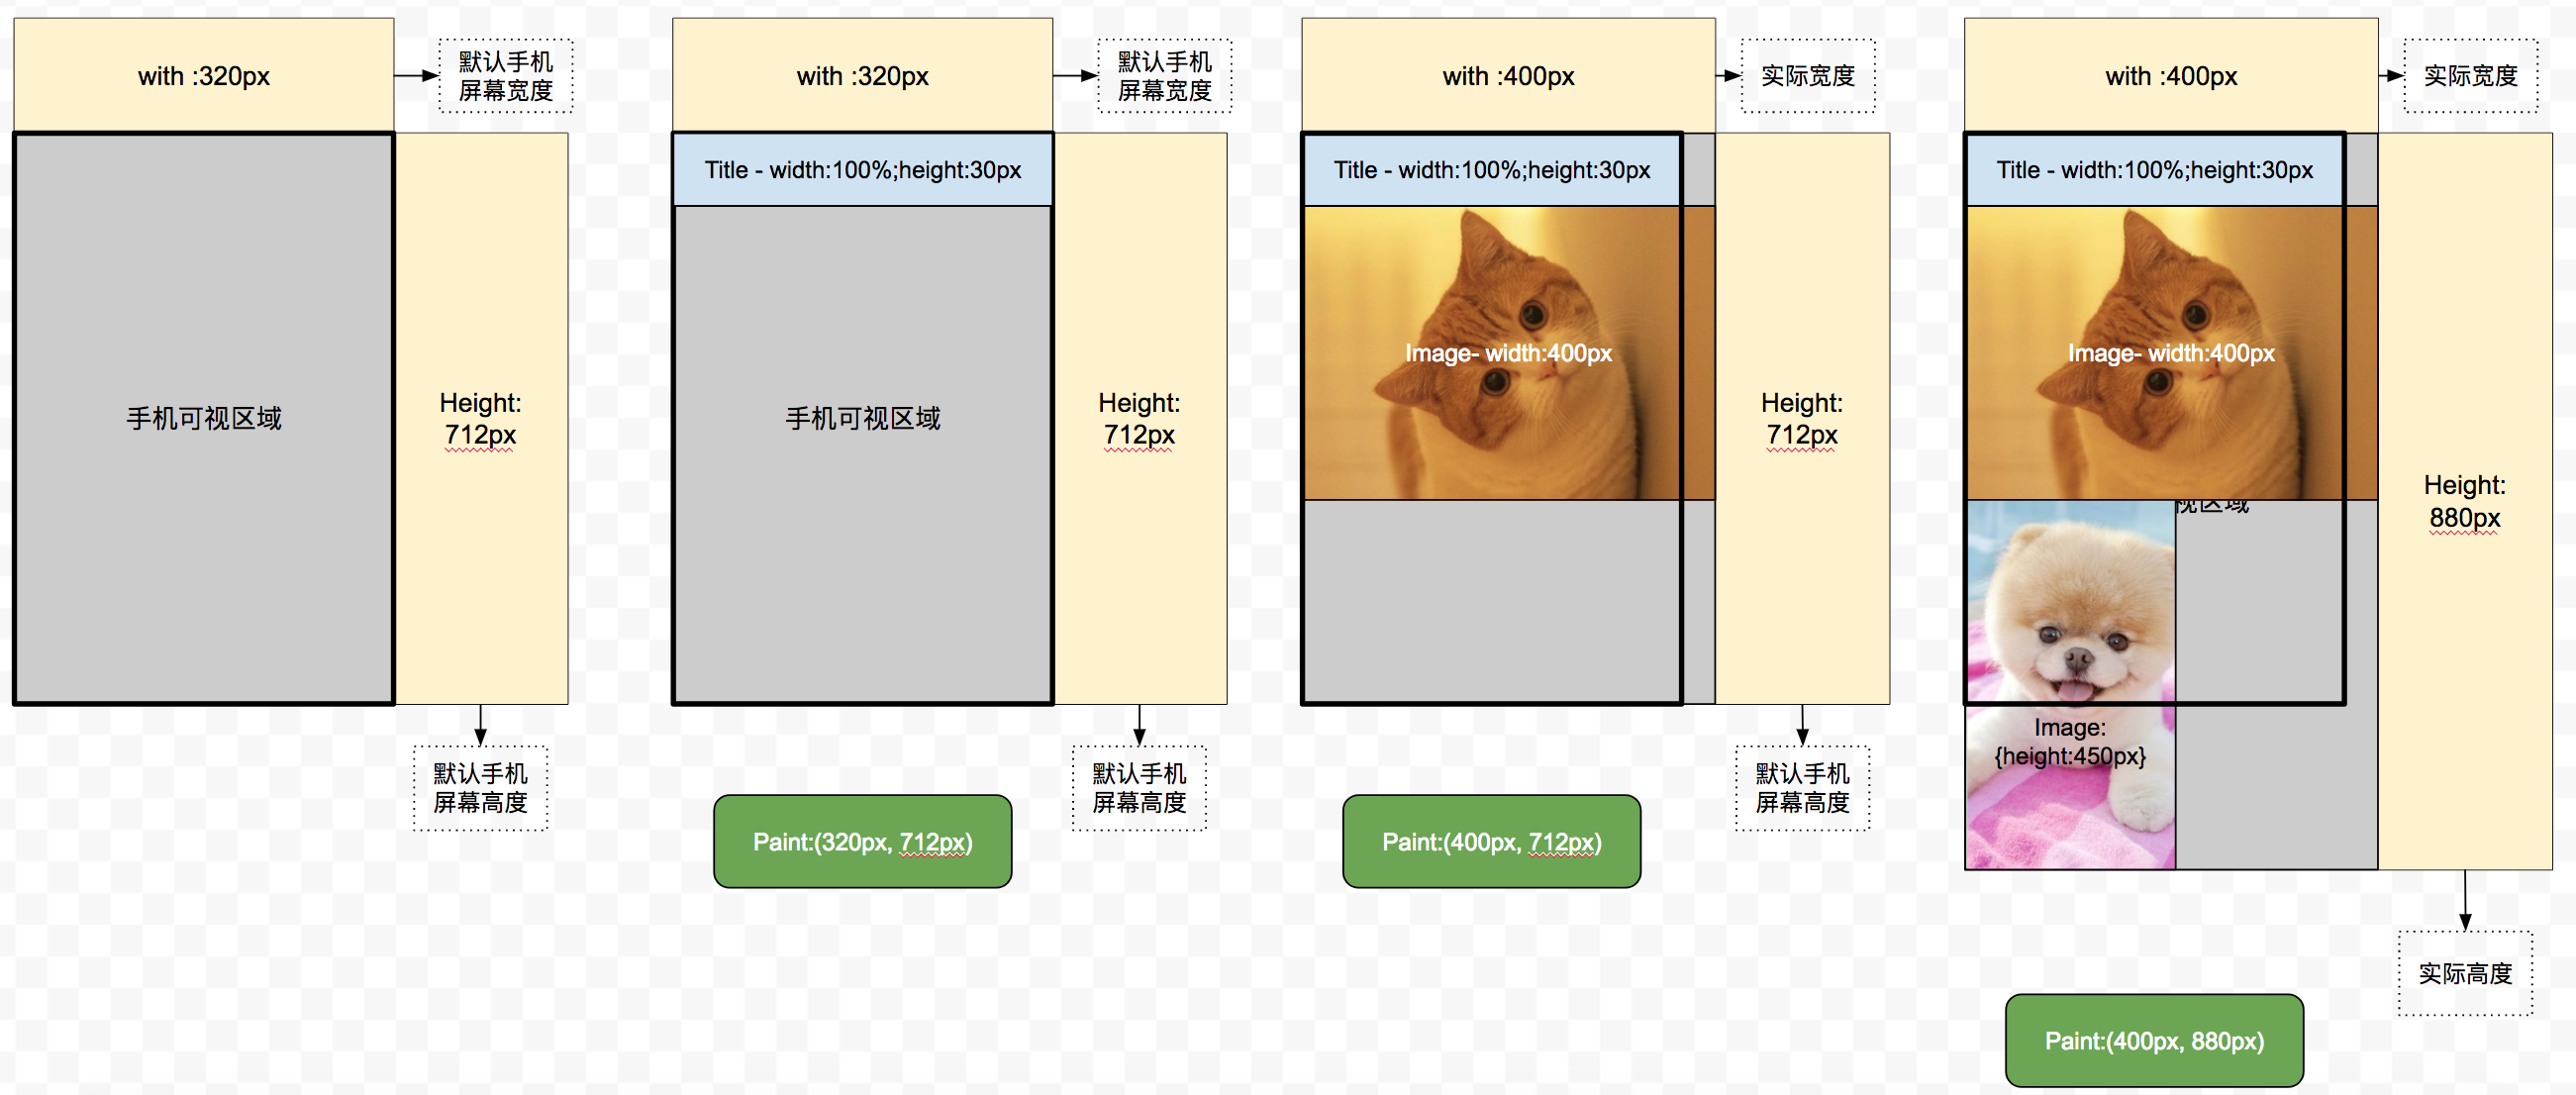 with :320px
默认手机
屏幕宽度
手机可视区域
Height:
712px
默认手机
屏幕高度
with :320px
默认手机
屏幕宽度
Title - width:100%;height:30px
手机可视区域
Height:
712px
默认手机
屏幕高度
Paint:(320px, 712px)
with :400px
实际宽度
Title - width:100%;height:30px
Image- width:400px
Height:
712px
默认手机
屏幕高度
Paint:(400px, 712px)
with :400px
实际宽度
Title - width:100%;height:30px
Image- width:400px
视区域
Image:
{height:450px}
Height:
880px
实际高度
Paint:(400px, 880px)